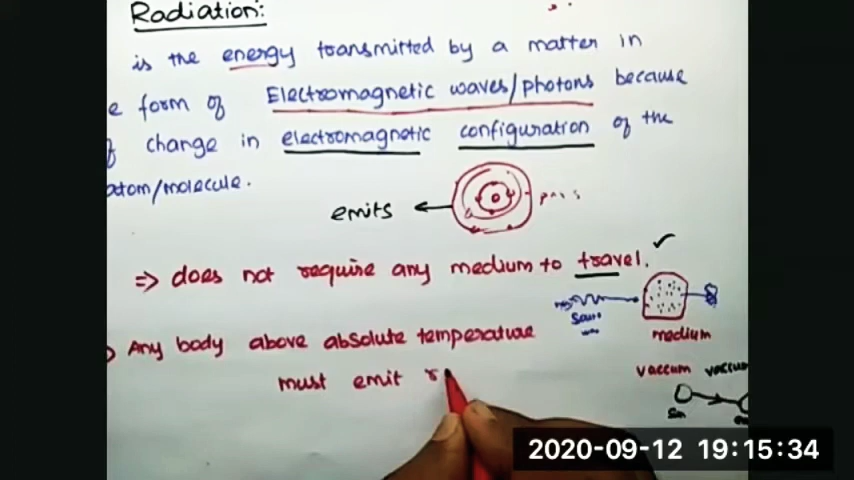 Radiation:
is the energy transmitted by a matter in
e form of Electromagnetic waves/photons because
f change in electromagnetic configuration of the
atom/molecule.
emits
=> does not require any medium to travel. ✓
medium
Any body above absolute temperature
vaccum vaccum
must emit r
Sun
2020-09-12 19:15:34